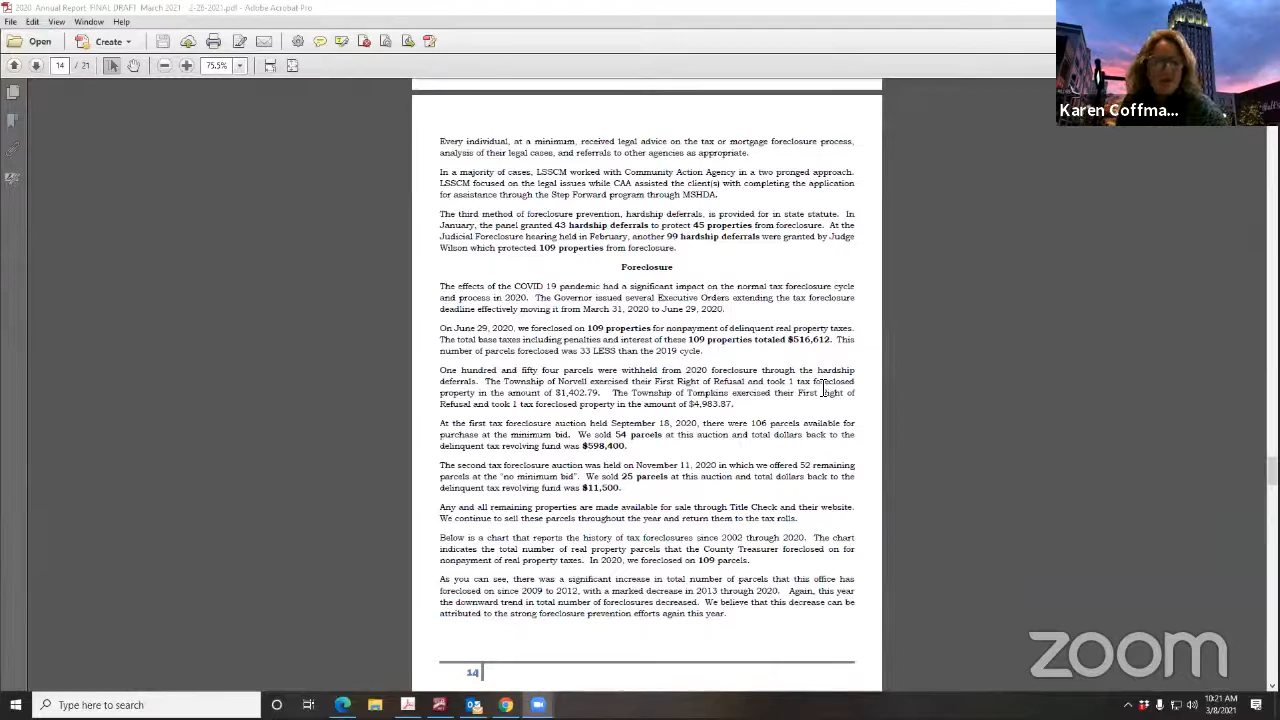 2020 Annual Report FINAL DRAFT March 2021 2-28-2021.pdf - Adobe Acrobat Pro
File Edit View Window Help
Open
Create
14 / 21
75.5%
Karen Coffma...
Every individual, at a minimum, received legal advice on the tax or mortgage foreclosure process,
analysis of their legal cases, and referrals to other agencies as appropriate.
In a majority of cases, LSSCM worked with Community Action Agency in a two pronged approach.
LSSCM focused on the legal issues while CAA assisted the client(s) with completing the application
for assistance through the Step Forward program through MSHDA.
The third method of foreclosure prevention, hardship deferrals, is provided for in state statute. In
January, the panel granted 43 hardship deferrals to protect 45 properties from foreclosure. At the
Judicial Foreclosure hearing held in February, another 99 hardship deferrals were granted by Judge
Wilson which protected 109 properties from foreclosure.
Foreclosure
The effects of the COVID 19 pandemic had a significant impact on the normal tax foreclosure cycle
and process in 2020. The Governor issued several Executive Orders extending the tax foreclosure
deadline effectively moving it from March 31, 2020 to June 29, 2020.
On June 29, 2020, we foreclosed on 109 properties for nonpayment of delinquent real property taxes.
The total base taxes including penalties and interest of these 109 properties totaled $516,612. This
number of parcels foreclosed was 33 LESS than the 2019 cycle.
One hundred and fifty four parcels were withheld from 2020 foreclosure through the hardship
deferrals. The Township of Norvell exercised their First Right of Refusal and took 1 tax foreclosed
property in the amount of $1,402.79. The Township of Tompkins exercised their First Right of
Refusal and took 1 tax foreclosed property in the amount of $4,983.87.
At the first tax foreclosure auction held September 18, 2020, there were 106 parcels available for
purchase at the minimum bid. We sold 54 parcels at this auction and total dollars back to the
delinquent tax revolving fund was $598,400.
The second tax foreclosure auction was held on November 11, 2020 in which we offered 52 remaining
parcels at the "no minimum bid". We sold 25 parcels at this auction and total dollars back to the
delinquent tax revolving fund was $11,500.
Any and all remaining properties are made available for sale through Title Check and their website.
We continue to sell these parcels throughout the year and return them to the tax rolls.
Below is a chart that reports the history of tax foreclosures since 2002 through 2020. The chart
indicates the total number of real property parcels that the County Treasurer foreclosed on for
nonpayment of real property taxes. In 2020, we foreclosed on 109 parcels.
As you can see, there was a significant increase in total number of parcels that this office has
foreclosed on since 2009 to 2012, with a marked decrease in 2013 through 2020. Again, this year
the downward trend in total number of foreclosures decreased. We believe that this decrease can be
attributed to the strong foreclosure prevention efforts again this year.
14
zoom
Type here to search
10:21 AM
3/8/2021